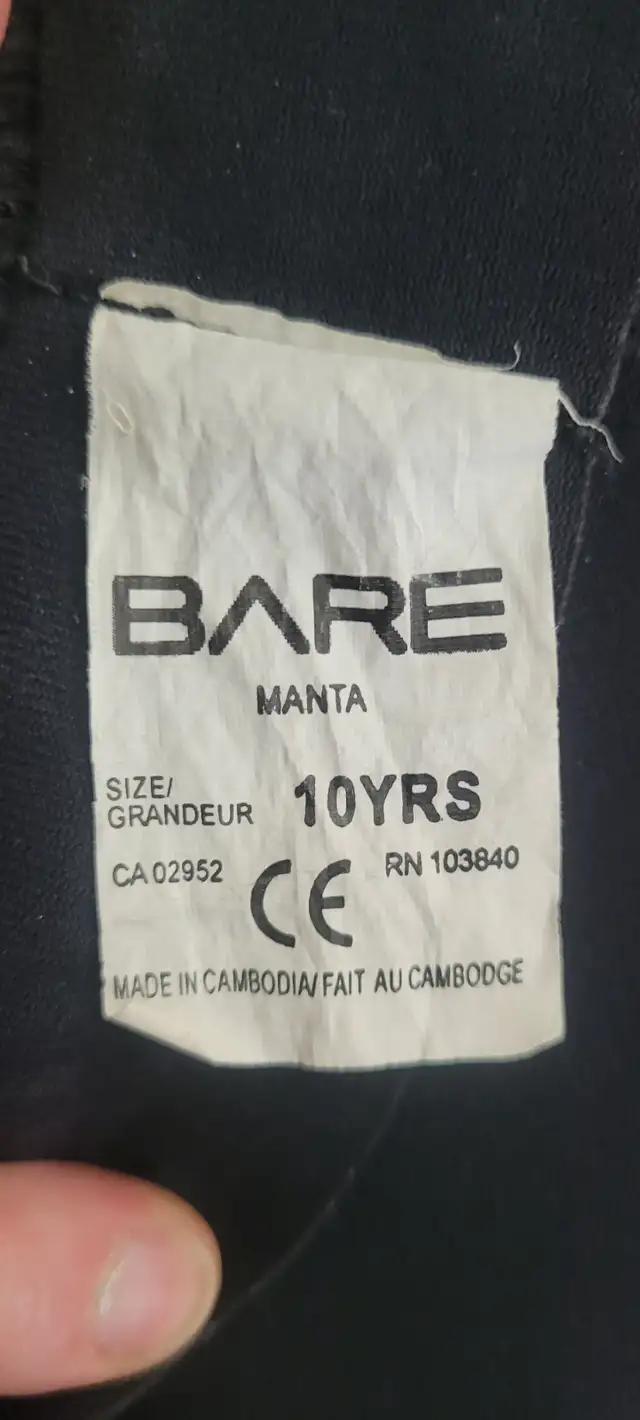 BARE
MANTA
SIZE/
GRANDEUR 10YRS
CA 02952 CE RN 103840
MADE IN CAMBODIA/FAIT AU CAMBODGE